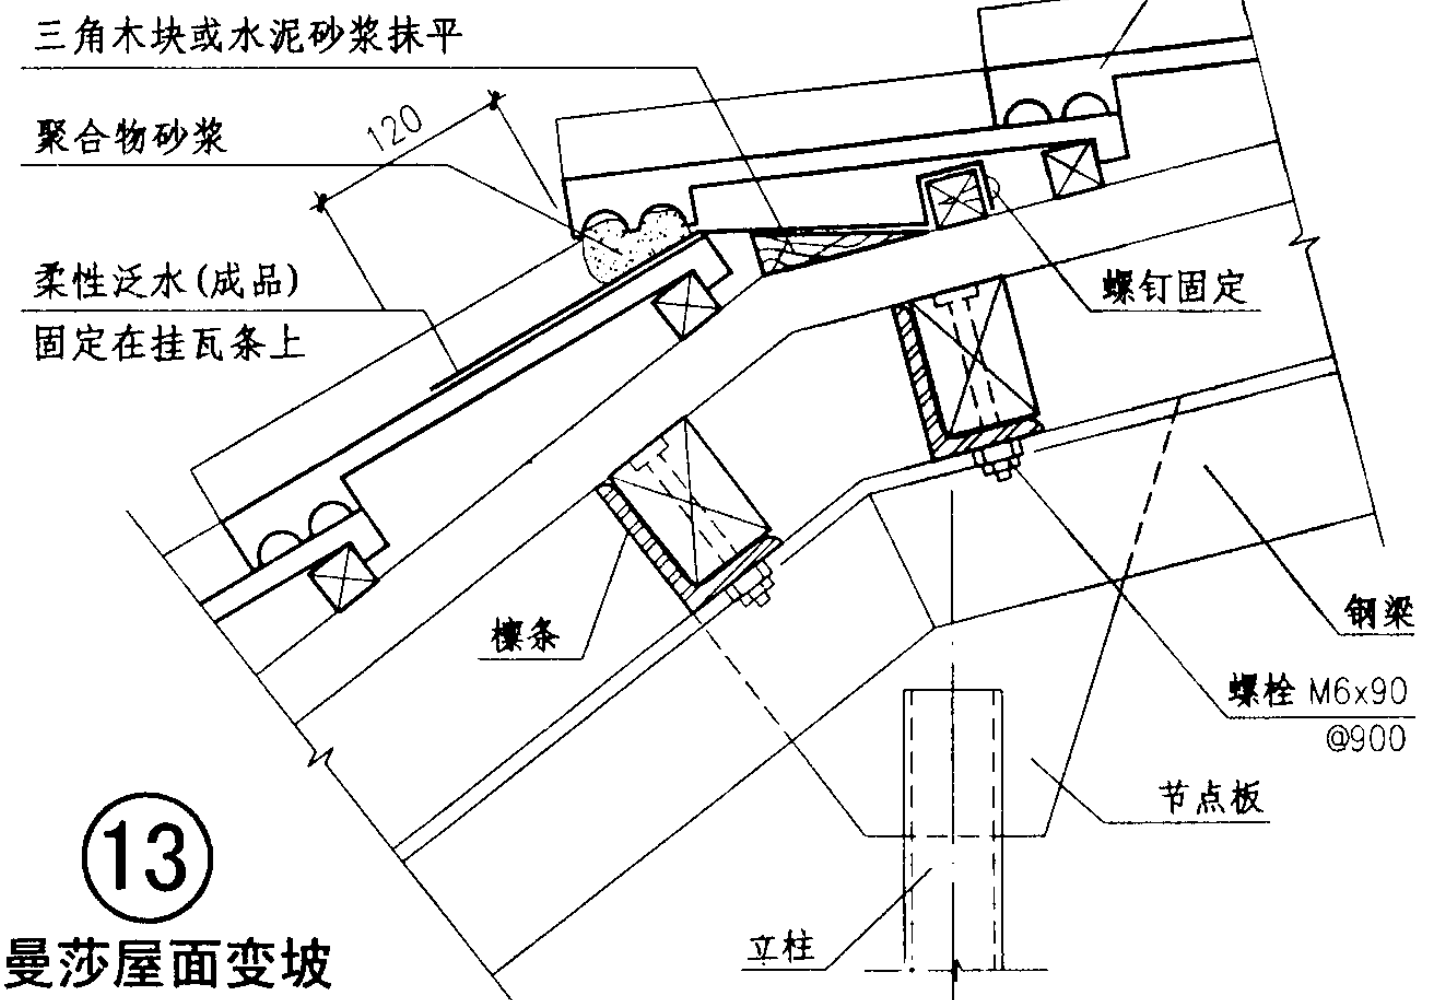 三角木块或水泥砂浆抹平
120
聚合物砂浆
柔性泛水(成品)
固定在挂瓦条上
螺钉固定
檩条
钢梁
螺栓 M6x90
@900
节点板
立柱
13
曼莎屋面变坡